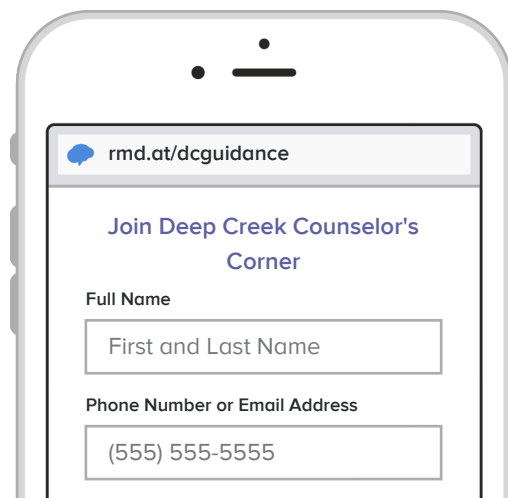 rmd.at/dcguidance
Join Deep Creek Counselor's
Corner
Full Name
First and Last Name
Phone Number or Email Address
(555) 555-5555